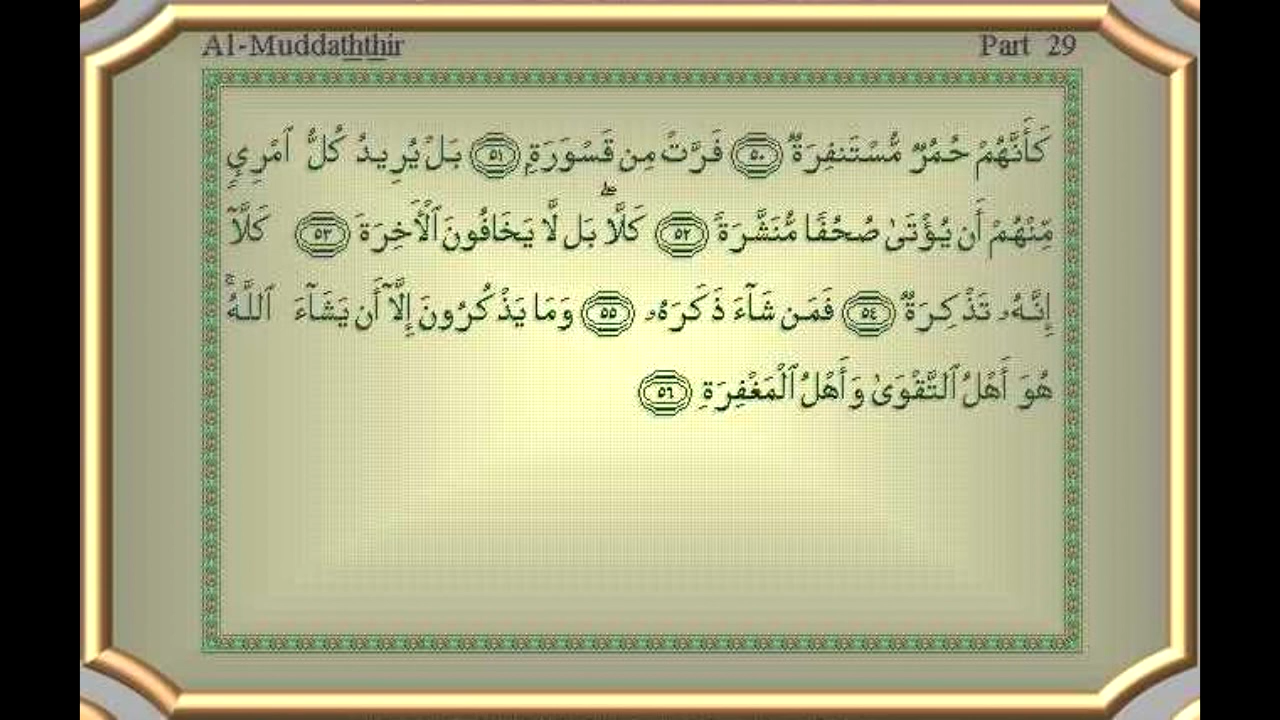 Al-Muddaththir Part 29
كَأَنَّهُمْ حُمُرٌ مُّسْتَنفِرَةٌ ٥٠ فَرَّتْ مِن قَسْوَرَةٍۭ ٥١ بَلْ يُرِيدُ كُلُّ ٱمْرِئٍ
مِّنْهُمْ أَن يُؤْتَىٰ صُحُفًا مُّنَشَّرَةً ٥٢ كَلَّا ۖ بَل لَّا يَخَافُونَ ٱلْأَخِرَةَ ٥٣ كَلَّآ
إِنَّهُۥ تَذْكِرَةٌ ٥٤ فَمَن شَآءَ ذَكَرَهُۥ ٥٥ وَمَا يَذْكُرُونَ إِلَّآ أَن يَشَآءَ ٱللَّهُ ۚ
هُوَ أَهْلُ ٱلتَّقْوَىٰ وَأَهْلُ ٱلْمَغْفِرَةِ ٥٦